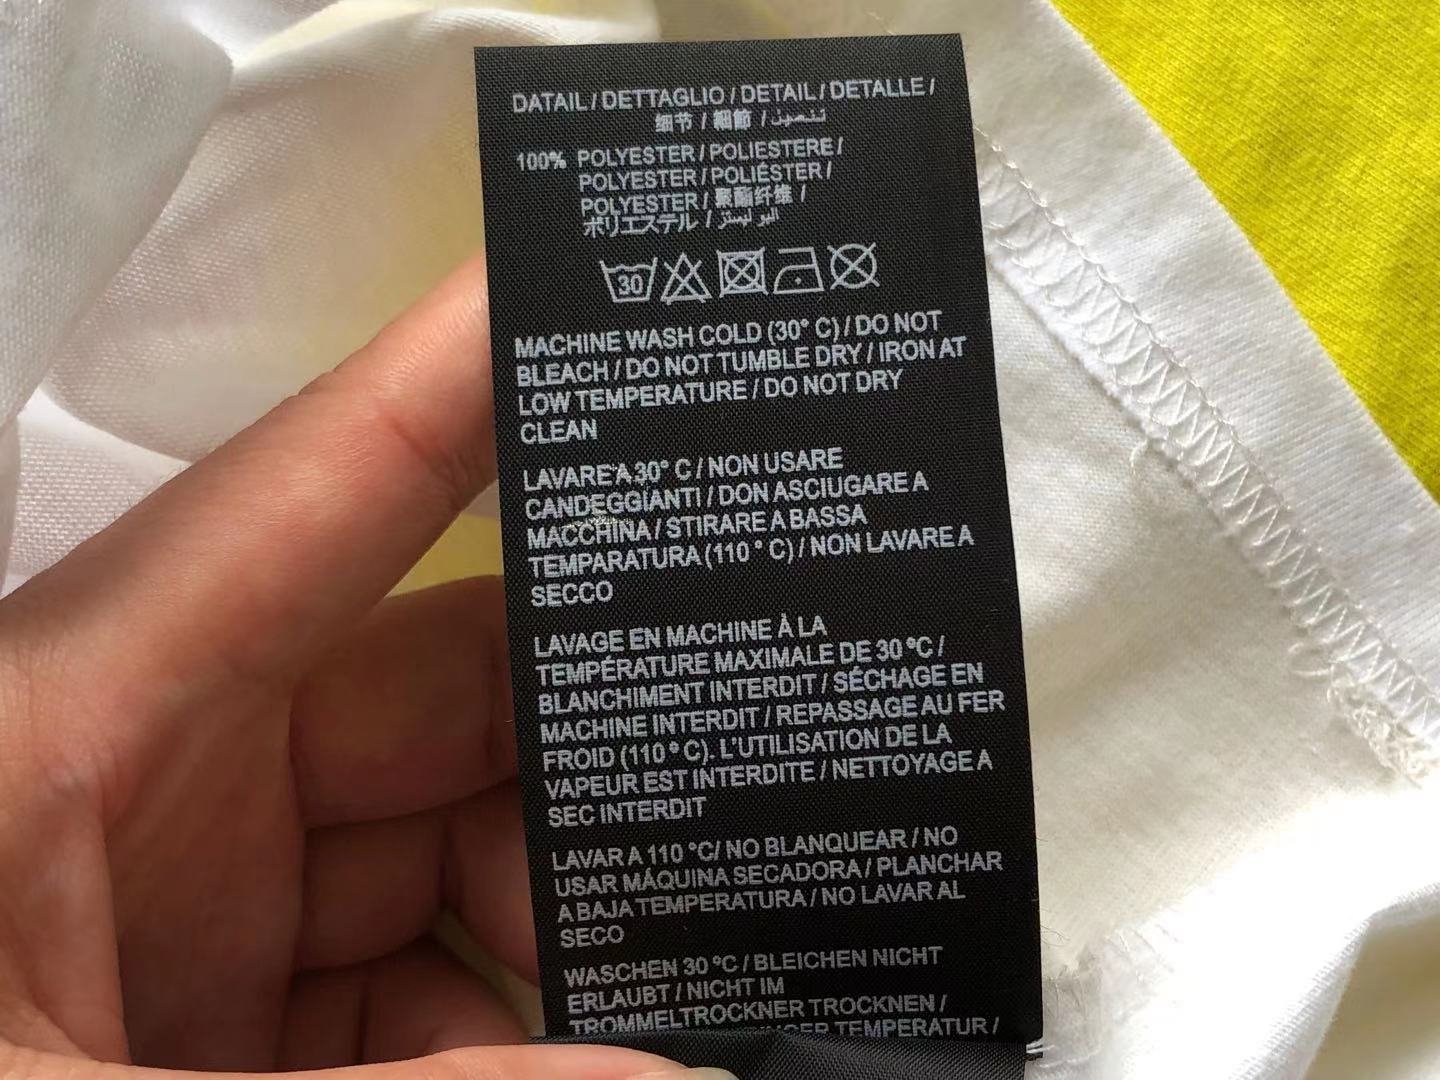 DATAIL / DETTAGLIO / DETAIL / DETALLE /
细节 / 細節 / تفصيل
100% POLYESTER / POLIESTERE /
POLYESTER / POLIÉSTER /
POLYESTER / 聚酯纤维 /
ポリエステル / البوليستر
30
MACHINE WASH COLD (30° C) / DO NOT
BLEACH / DO NOT TUMBLE DRY / IRON AT
LOW TEMPERATURE / DO NOT DRY
CLEAN
LAVARE A 30° C / NON USARE
CANDEGGIANTI / DON ASCIUGARE A
MACCHINA / STIRARE A BASSA
TEMPARATURA (110 ° C) / NON LAVARE A
SECCO
LAVAGE EN MACHINE À LA
TEMPÉRATURE MAXIMALE DE 30 °C /
BLANCHIMENT INTERDIT / SÉCHAGE EN
MACHINE INTERDIT / REPASSAGE AU FER
FROID (110 ° C). L'UTILISATION DE LA
VAPEUR EST INTERDITE / NETTOYAGE A
SEC INTERDIT
LAVAR A 110 °C/ NO BLANQUEAR / NO
USAR MÁQUINA SECADORA / PLANCHAR
A BAJA TEMPERATURA / NO LAVAR AL
SECO
WASCHEN 30 °C / BLEICHEN NICHT
ERLAUBT / NICHT IM
TROMMELTROCKNER TROCKNEN /
TEMPERATUR /